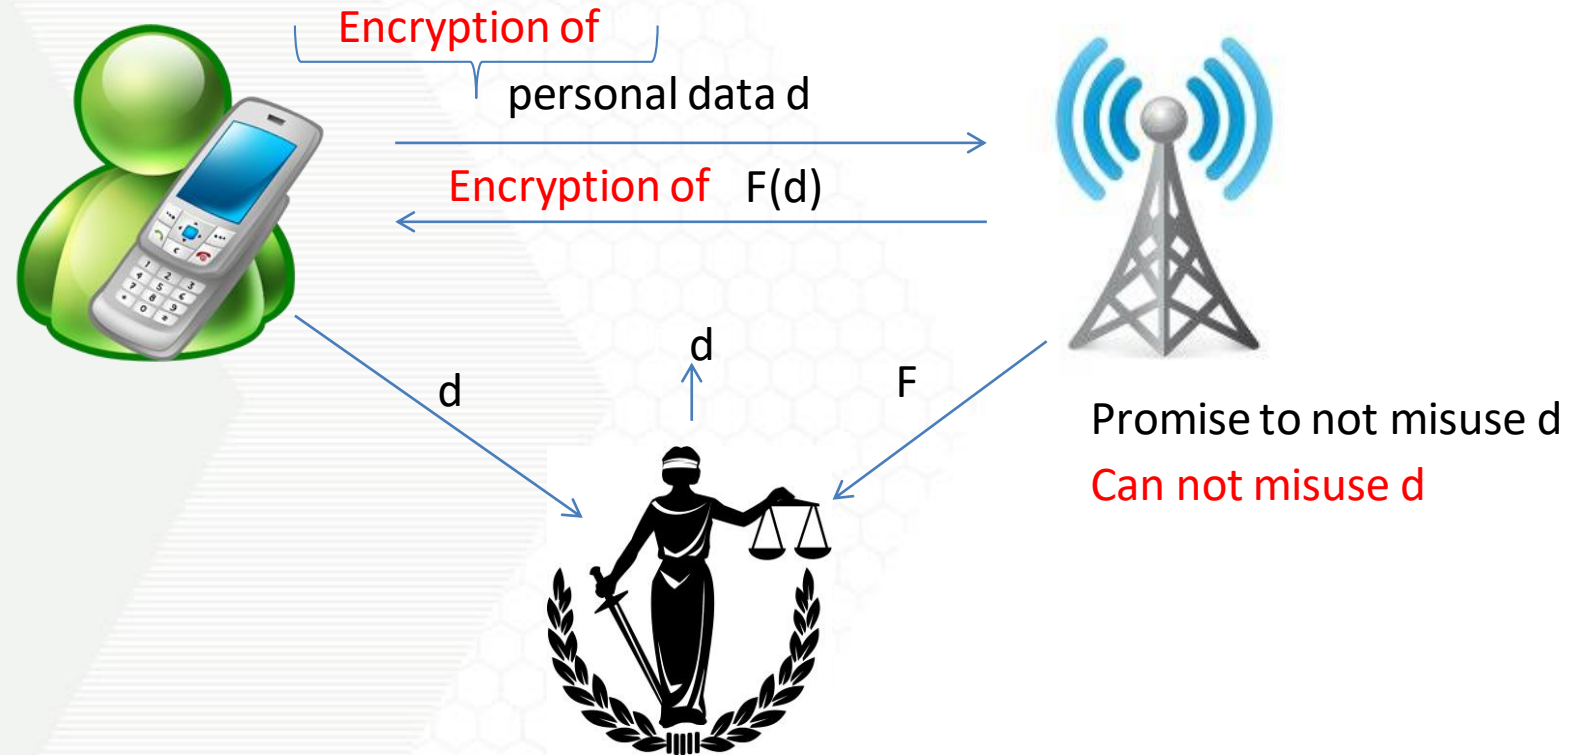 Encryption of
personal data d
Encryption of F(d)
d
d
F
Promise to not misuse d
Can not misuse d